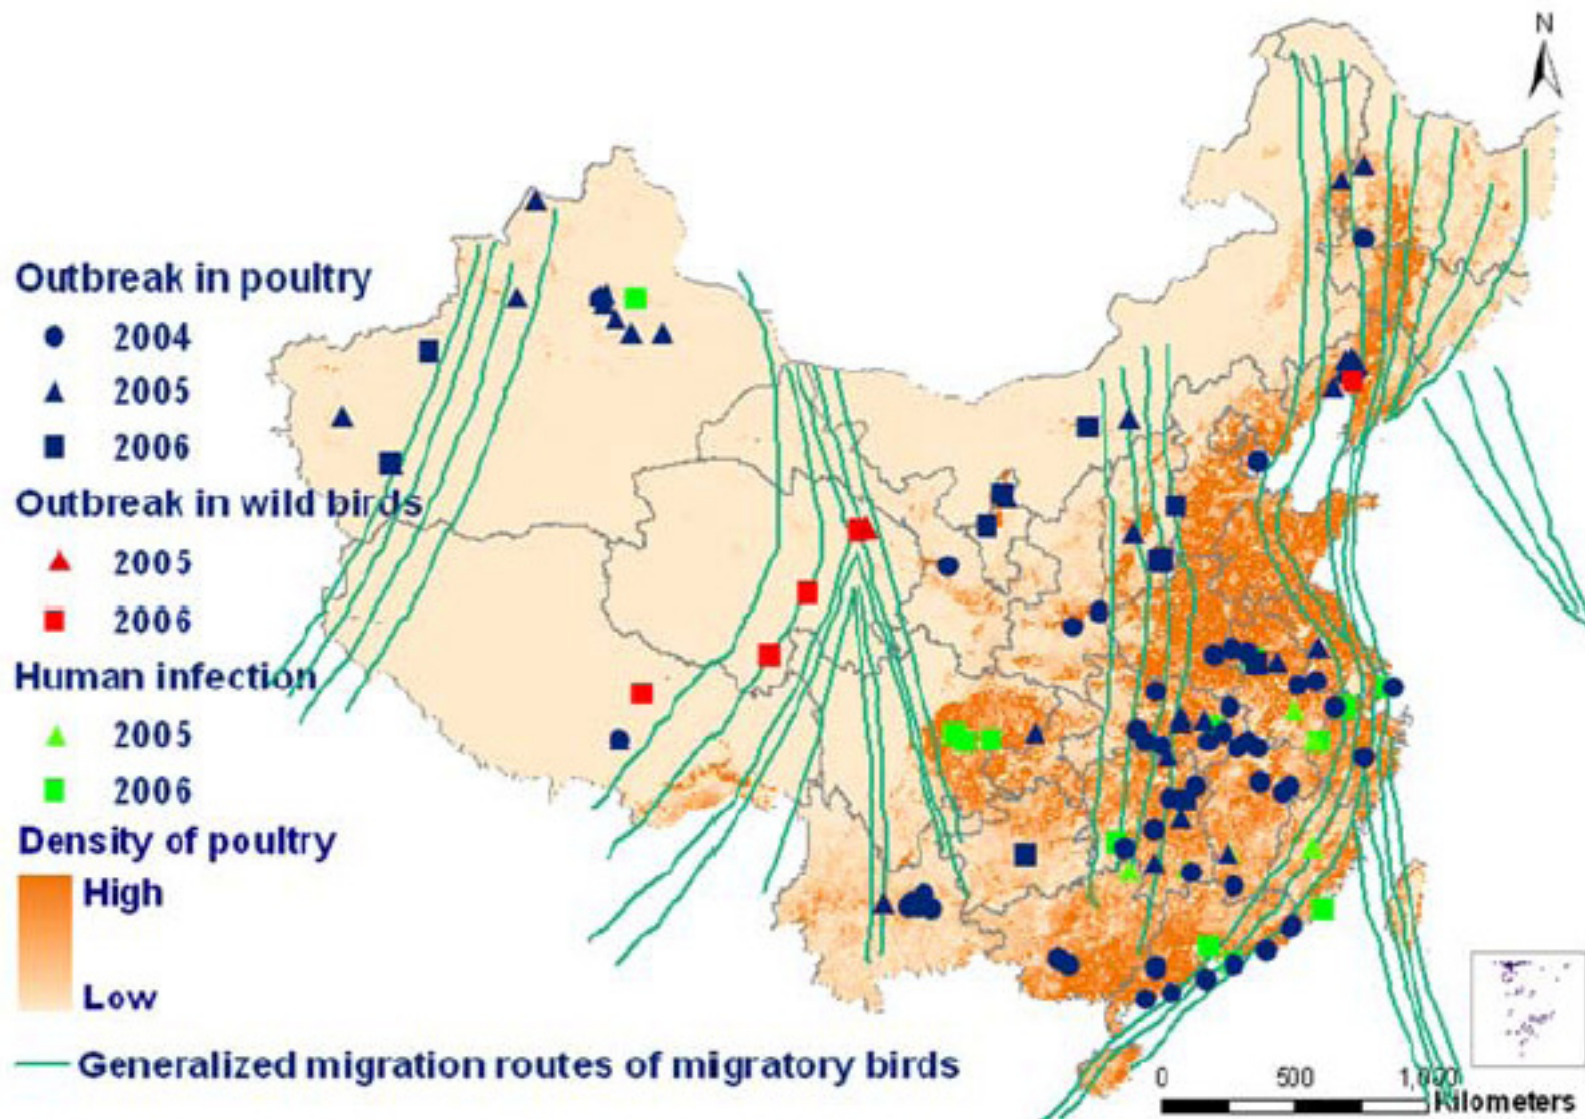 N
Outbreak in poultry
2004
2005
2006
Outbreak in wild birds
2005
2006
Human infection
2005
2006
Density of poultry
High
Low
Generalized migration routes of migratory birds
0 500 1,000
Kilometers